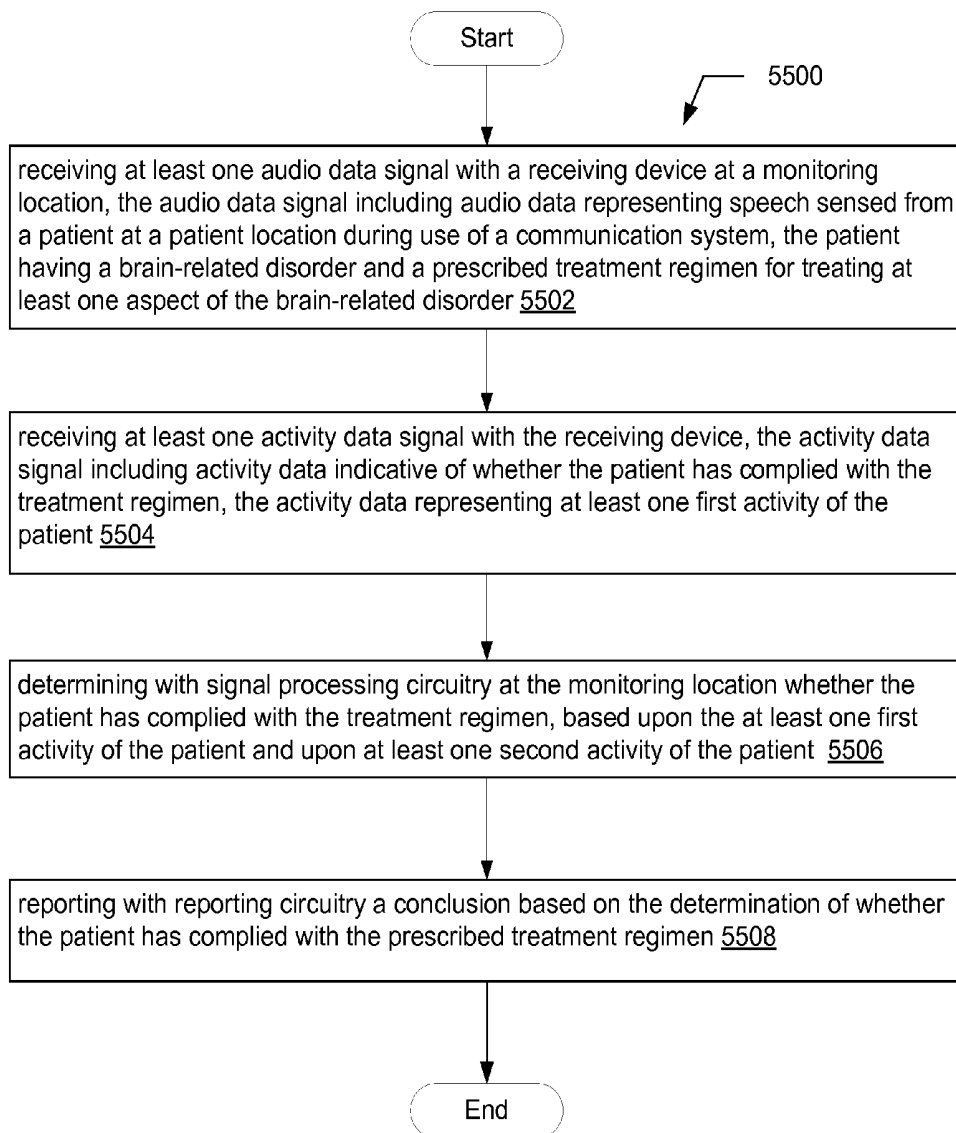 Start
5500
receiving at least one audio data signal with a receiving device at a monitoring
location, the audio data signal including audio data representing speech sensed from
a patient at a patient location during use of a communication system, the patient
having a brain-related disorder and a prescribed treatment regimen for treating at
least one aspect of the brain-related disorder 5502
receiving at least one activity data signal with the receiving device, the activity data
signal including activity data indicative of whether the patient has complied with the
treatment regimen, the activity data representing at least one first activity of the
patient 5504
determining with signal processing circuitry at the monitoring location whether the
patient has complied with the treatment regimen, based upon the at least one first
activity of the patient and upon at least one second activity of the patient 5506
reporting with reporting circuitry a conclusion based on the determination of whether
the patient has complied with the prescribed treatment regimen 5508
End